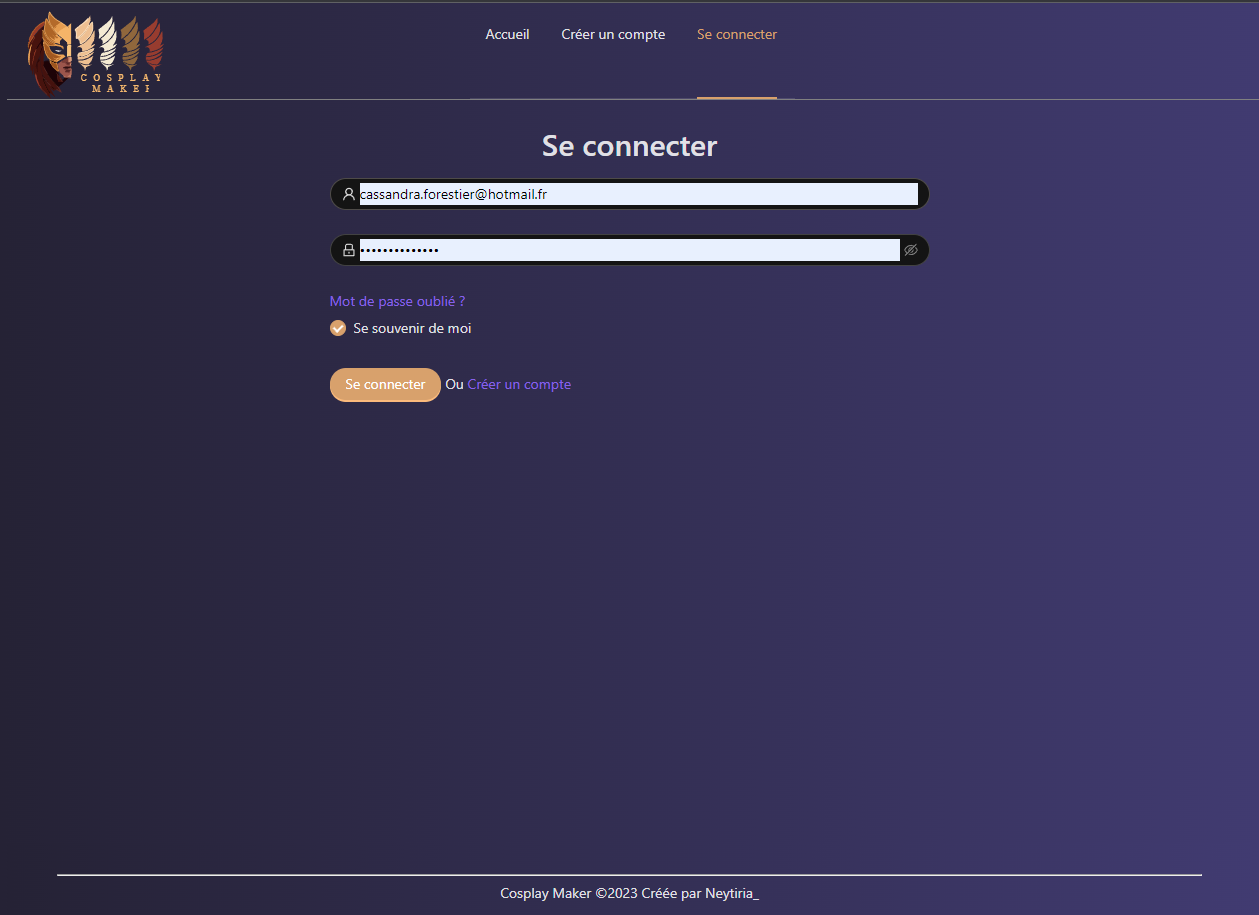 COSPLAY
MAKER
Accueil Créer un compte Se connecter
Se connecter
cassandra.forestier@hotmail.fr
••••••••••••••
Mot de passe oublié ?
Se souvenir de moi
Se connecter Ou Créer un compte
Cosplay Maker ©2023 Créée par Neytiria_